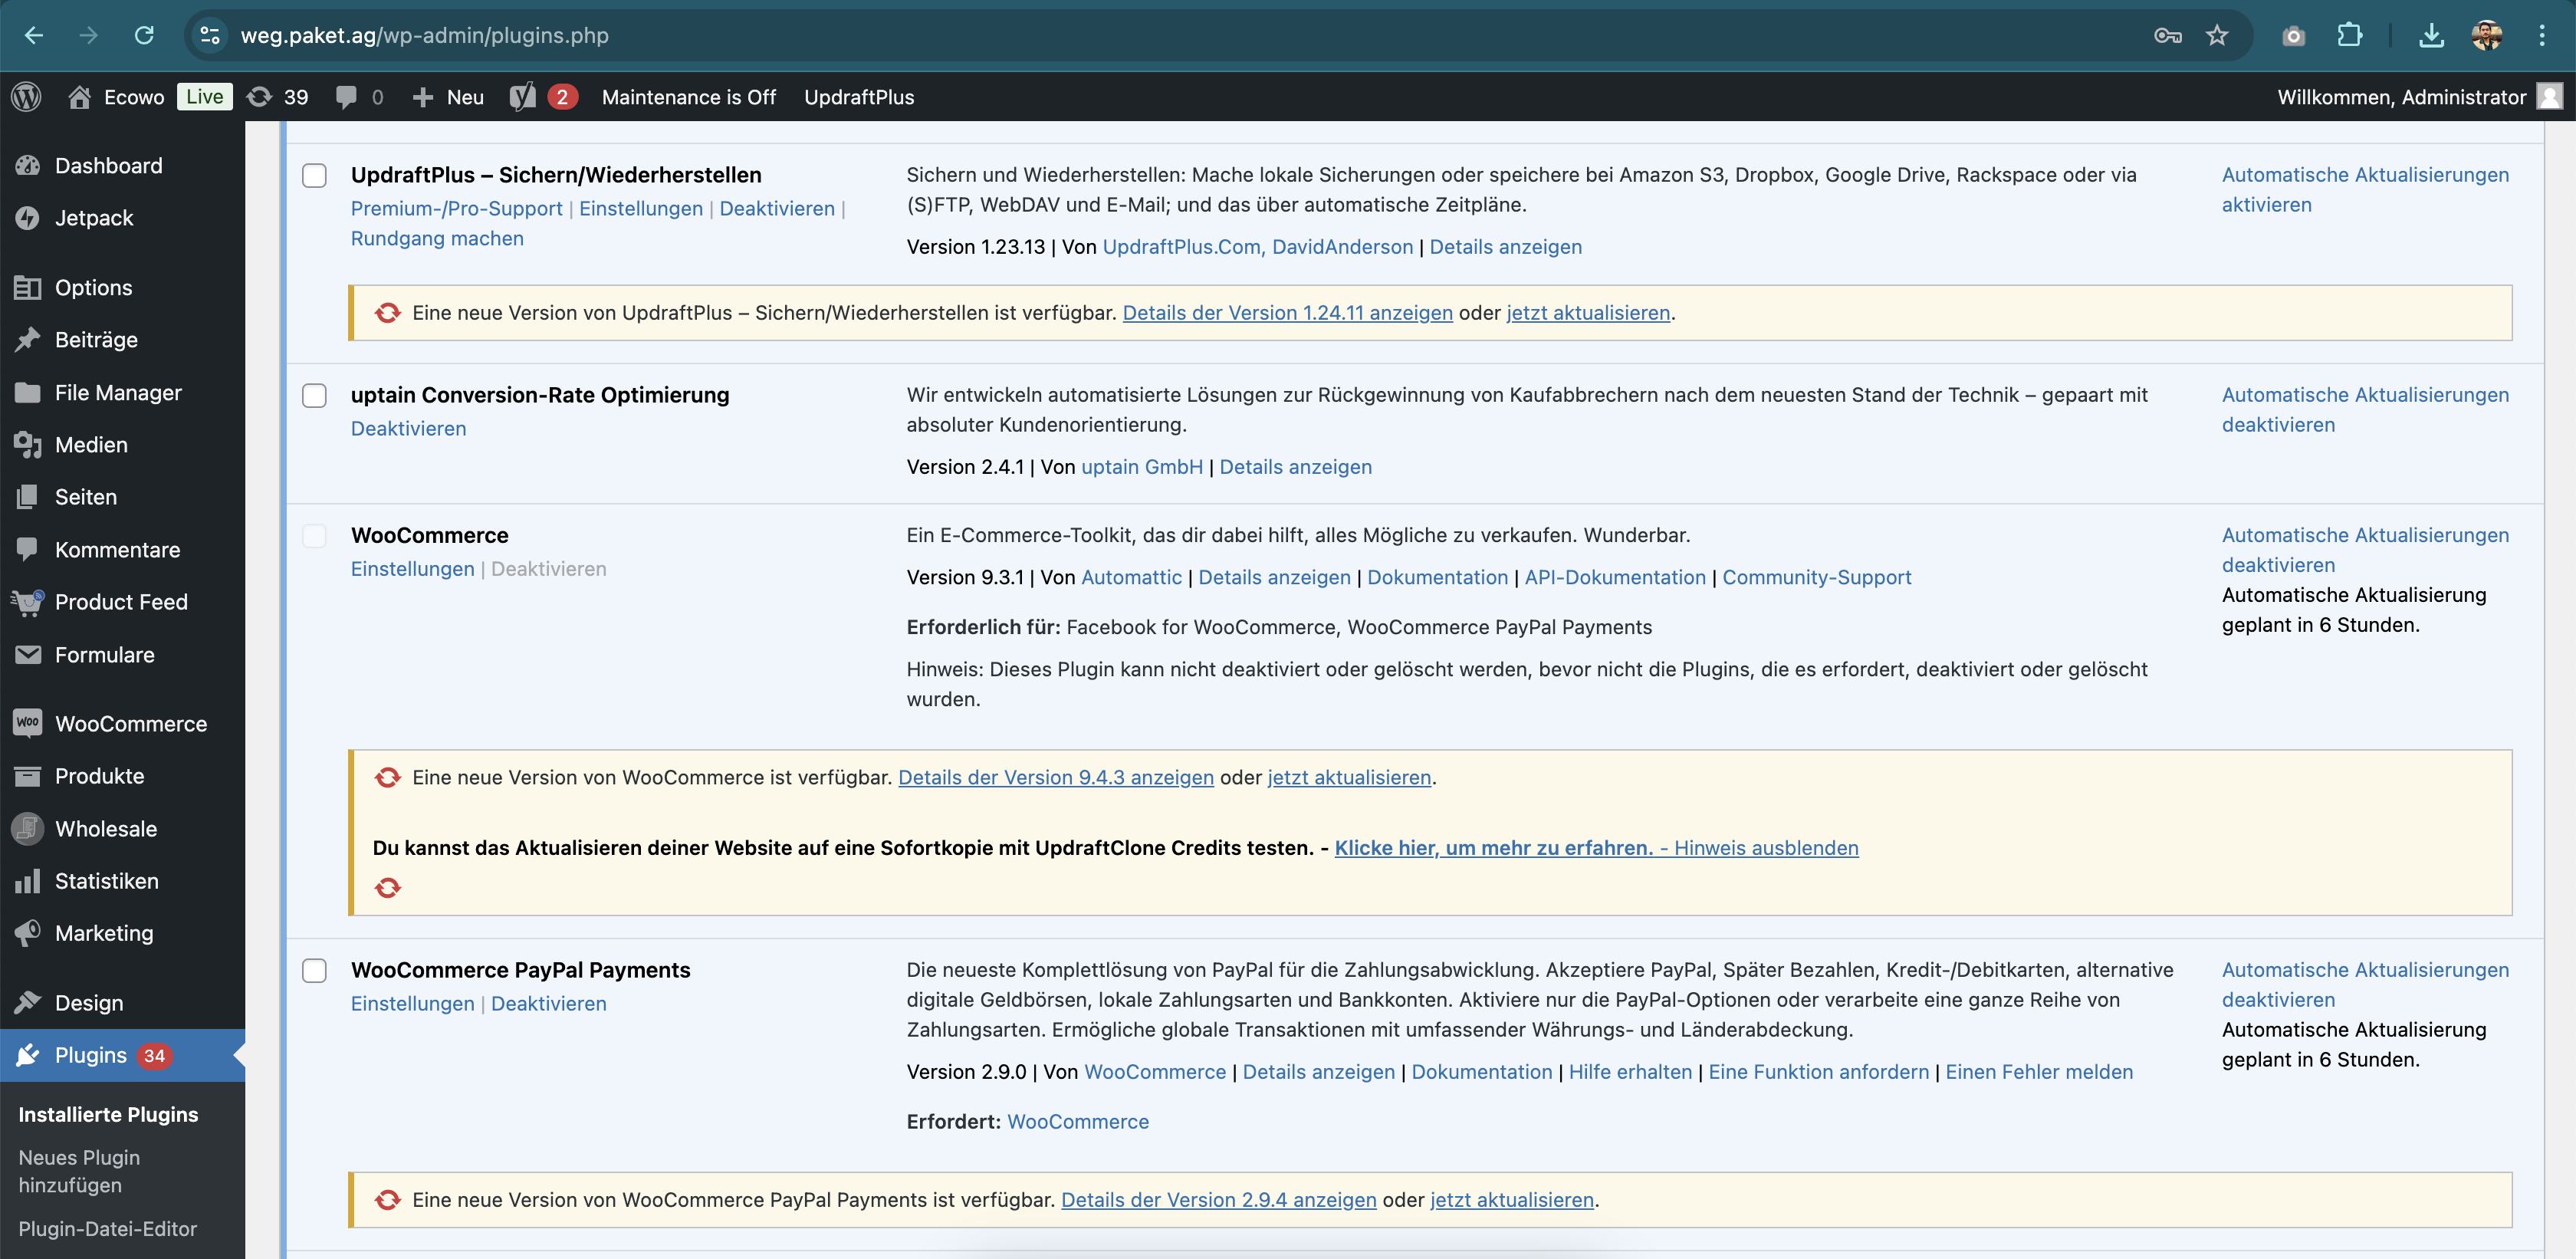 weg.paket.ag/wp-admin/plugins.php
Ecowo Live 39 0 Neu 2 Maintenance is Off UpdraftPlus Willkommen, Administrator
Dashboard
Jetpack
Options
Beiträge
File Manager
Medien
Seiten
Kommentare
Product Feed
Formulare
Woo WooCommerce
Produkte
Wholesale
Statistiken
Marketing
Design
Plugins 34
Installierte Plugins
Neues Plugin
hinzufügen
Plugin-Datei-Editor
UpdraftPlus – Sichern/Wiederherstellen
Premium-/Pro-Support | Einstellungen | Deaktivieren |
Rundgang machen
Sichern und Wiederherstellen: Mache lokale Sicherungen oder speichere bei Amazon S3, Dropbox, Google Drive, Rackspace oder via
(S)FTP, WebDAV und E-Mail; und das über automatische Zeitpläne.
Version 1.23.13 | Von UpdraftPlus.Com, DavidAnderson | Details anzeigen
Automatische Aktualisierungen
aktivieren
Eine neue Version von UpdraftPlus – Sichern/Wiederherstellen ist verfügbar. Details der Version 1.24.11 anzeigen oder jetzt aktualisieren.
uptain Conversion-Rate Optimierung
Deaktivieren
Wir entwickeln automatisierte Lösungen zur Rückgewinnung von Kaufabbrechern nach dem neuesten Stand der Technik – gepaart mit
absoluter Kundenorientierung.
Version 2.4.1 | Von uptain GmbH | Details anzeigen
Automatische Aktualisierungen
deaktivieren
WooCommerce
Einstellungen | Deaktivieren
Ein E-Commerce-Toolkit, das dir dabei hilft, alles Mögliche zu verkaufen. Wunderbar.
Version 9.3.1 | Von Automattic | Details anzeigen | Dokumentation | API-Dokumentation | Community-Support
Erforderlich für: Facebook for WooCommerce, WooCommerce PayPal Payments
Hinweis: Dieses Plugin kann nicht deaktiviert oder gelöscht werden, bevor nicht die Plugins, die es erfordert, deaktiviert oder gelöscht
wurden.
Automatische Aktualisierungen
deaktivieren
Automatische Aktualisierung
geplant in 6 Stunden.
Eine neue Version von WooCommerce ist verfügbar. Details der Version 9.4.3 anzeigen oder jetzt aktualisieren.
Du kannst das Aktualisieren deiner Website auf eine Sofortkopie mit UpdraftClone Credits testen. - Klicke hier, um mehr zu erfahren. - Hinweis ausblenden
WooCommerce PayPal Payments
Einstellungen | Deaktivieren
Die neueste Komplettlösung von PayPal für die Zahlungsabwicklung. Akzeptiere PayPal, Später Bezahlen, Kredit-/Debitkarten, alternative
digitale Geldbörsen, lokale Zahlungsarten und Bankkonten. Aktiviere nur die PayPal-Optionen oder verarbeite eine ganze Reihe von
Zahlungsarten. Ermögliche globale Transaktionen mit umfassender Währungs- und Länderabdeckung.
Version 2.9.0 | Von WooCommerce | Details anzeigen | Dokumentation | Hilfe erhalten | Eine Funktion anfordern | Einen Fehler melden
Erfordert: WooCommerce
Automatische Aktualisierungen
deaktivieren
Automatische Aktualisierung
geplant in 6 Stunden.
Eine neue Version von WooCommerce PayPal Payments ist verfügbar. Details der Version 2.9.4 anzeigen oder jetzt aktualisieren.